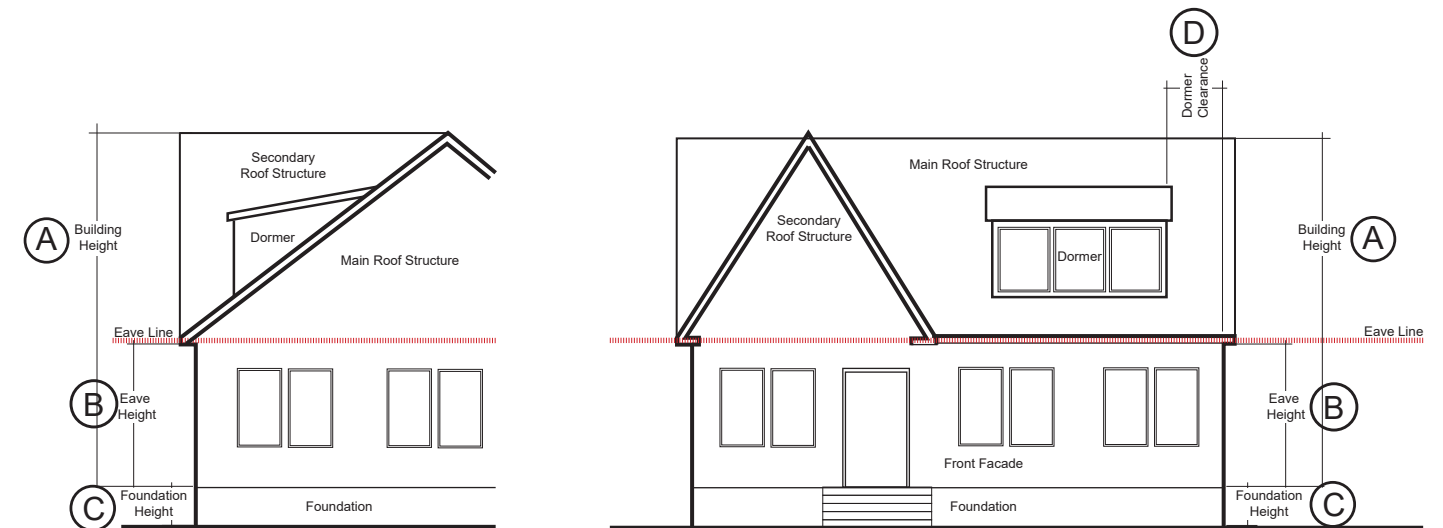 Secondary
Roof Structure
Dormer
Main Roof Structure
A
Building
Height
Eave Line
B
Eave
Height
C
Foundation
Height
Foundation
D
Dormer
Clearance
Main Roof Structure
Secondary
Roof Structure
Dormer
Building
Height
A
Eave Line
Eave
Height
B
Front Facade
Foundation
Foundation
Height
C